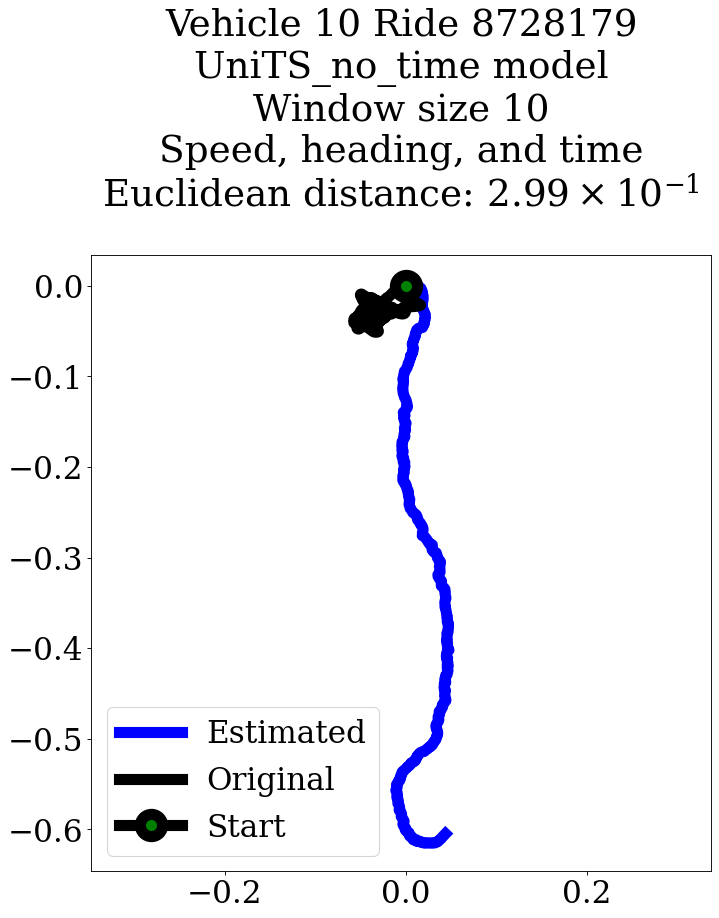 Vehicle 10 Ride 8728179
UniTS_no_time model
Window size 10
Speed, heading, and time
Euclidean distance: 2.99 × 10⁻¹
0.0
−0.1
−0.2
−0.3
−0.4
−0.5
−0.6
Estimated
Original
Start
−0.2 0.0 0.2